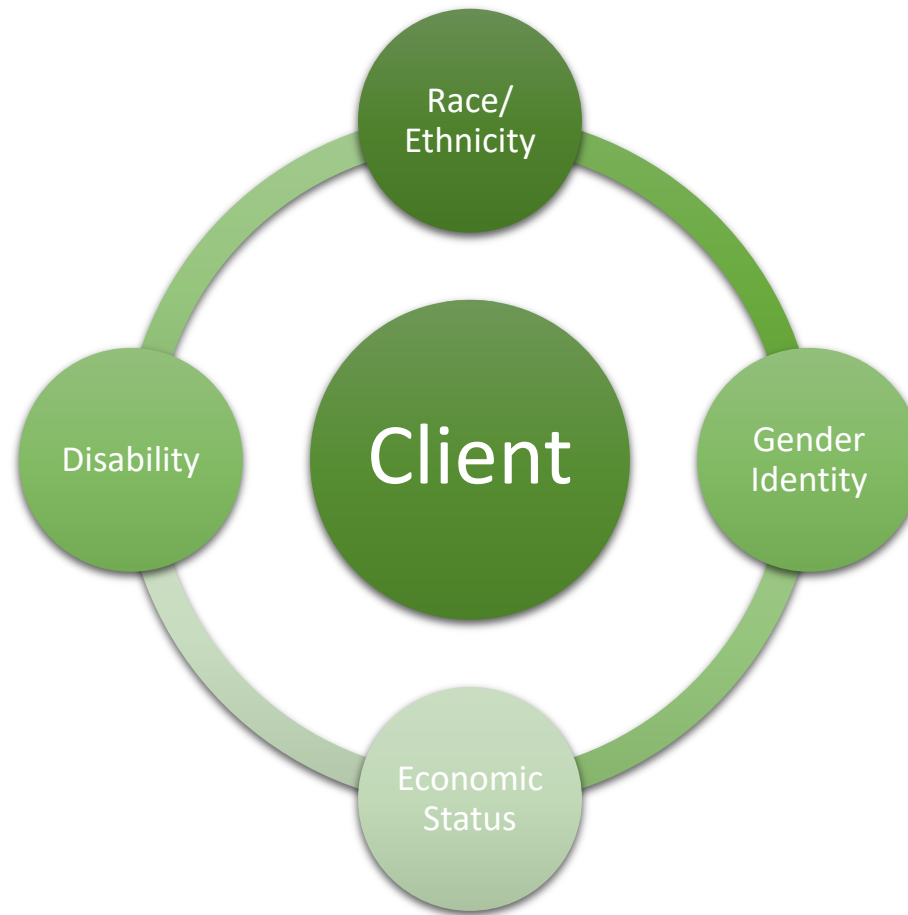 Race/
Ethnicity
Client
Disability
Gender
Identity
Economic
Status